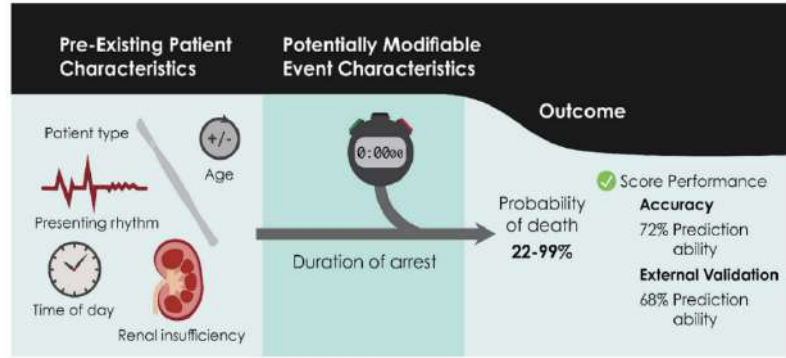 Pre-Existing Patient
Characteristics
Potentially Modifiable
Event Characteristics
Outcome
Patient type
+/-
Age
Presenting rhythm
Time of day
Renal insufficiency
0:0000
Duration of arrest
Probability
of death
22-99%
Score Performance
Accuracy
72% Prediction
ability
External Validation
68% Prediction
ability